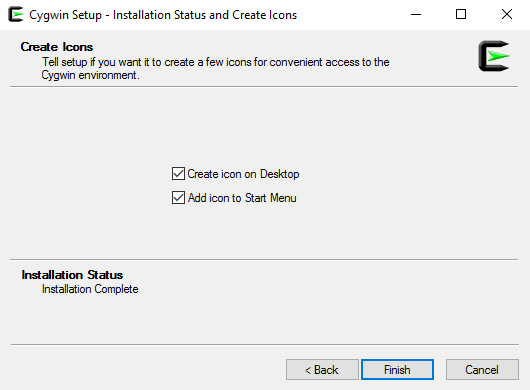 Cygwin Setup - Installation Status and Create Icons
Create Icons
Tell setup if you want it to create a few icons for convenient access to the
Cygwin environment.
Create icon on Desktop
Add icon to Start Menu
Installation Status
Installation Complete
< Back
Finish
Cancel